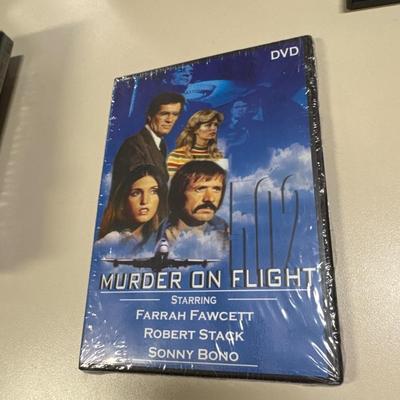 DVD
502
MURDER ON FLIGHT
STARRING
FARRAH FAWCETT
ROBERT STACK
SONNY BONO